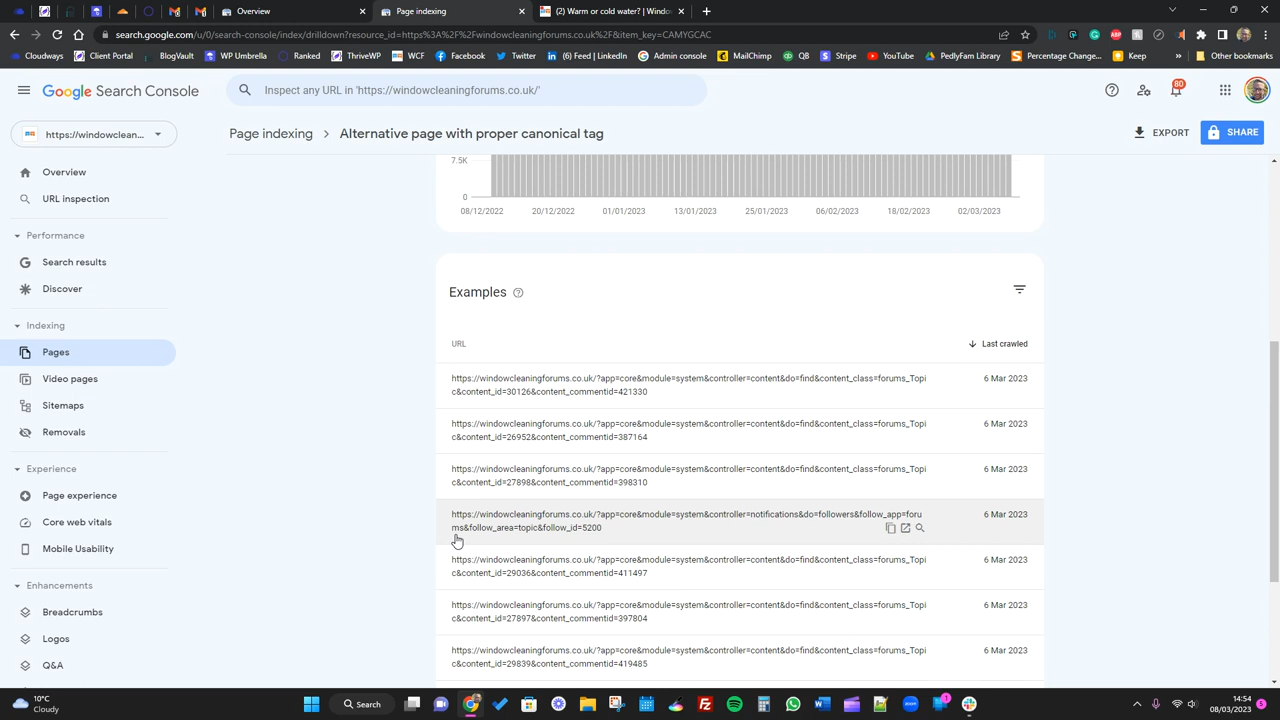 Overview
Page indexing
(2) Warm or cold water? | Windo
search.google.com/u/0/search-console/index/drilldown?resource_id=https%3A%2F%2Fwindowcleaningforums.co.uk%2F&item_key=CAMYGCAC
Cloudways
Client Portal
BlogVault
WP Umbrella
Ranked
ThriveWP
WCF
(6) Feed | LinkedIn
Admin console
MailChimp
QB
Stripe
YouTube
PedlyFam Library
Percentage Change...
Keep
Other bookmarks
Google Search Console
Inspect any URL in 'https://windowcleaningforums.co.uk/'
80
https://windowclean...
Page indexing
Alternative page with proper canonical tag
EXPORT
SHARE
Overview
URL inspection
Performance
Search results
Discover
Indexing
Pages
Video pages
Sitemaps
Removals
Experience
Page experience
Core web vitals
Mobile Usability
Enhancements
Breadcrumbs
Logos
Q&A
7.5K
0
08/12/2022
20/12/2022
01/01/2023
13/01/2023
25/01/2023
06/02/2023
18/02/2023
02/03/2023
Examples
URL
Last crawled
https://windowcleaningforums.co.uk/?app=core&module=system&controller=content&do=find&content_class=forums_Topi
c&content_id=30126&content_commentid=421330
6 Mar 2023
https://windowcleaningforums.co.uk/?app=core&module=system&controller=content&do=find&content_class=forums_Topi
c&content_id=26952&content_commentid=387164
6 Mar 2023
https://windowcleaningforums.co.uk/?app=core&module=system&controller=content&do=find&content_class=forums_Topi
c&content_id=27898&content_commentid=398310
6 Mar 2023
https://windowcleaningforums.co.uk/?app=core&module=system&controller=notifications&do=followers&follow_app=foru
ms&follow_area=topic&follow_id=5200
6 Mar 2023
https://windowcleaningforums.co.uk/?app=core&module=system&controller=content&do=find&content_class=forums_Topi
c&content_id=29036&content_commentid=411497
6 Mar 2023
https://windowcleaningforums.co.uk/?app=core&module=system&controller=content&do=find&content_class=forums_Topi
c&content_id=27897&content_commentid=397804
6 Mar 2023
https://windowcleaningforums.co.uk/?app=core&module=system&controller=content&do=find&content_class=forums_Topi
c&content_id=29839&content_commentid=419485
6 Mar 2023
10°C
Cloudy
Search
14:54
08/03/2023